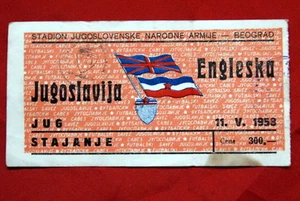 STADION JUGOSLOVENSKE NARODNE ARMIJE — BEOGRAD
Jugoslavija
Engleska
JUG
11. V. 1958
STAJANJE
Cena 300.-